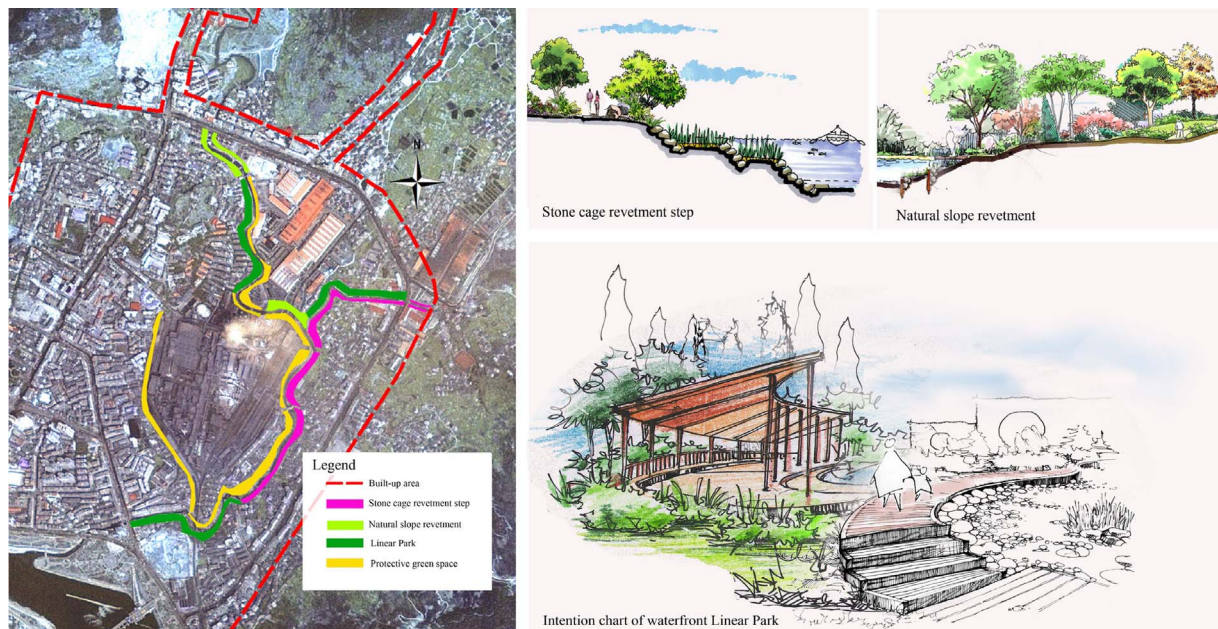 N
Legend
Built-up area
Stone cage revetment step
Natural slope revetment
Linear Park
Protective green space
Stone cage revetment step
Natural slope revetment
Intention chart of waterfront Linear Park